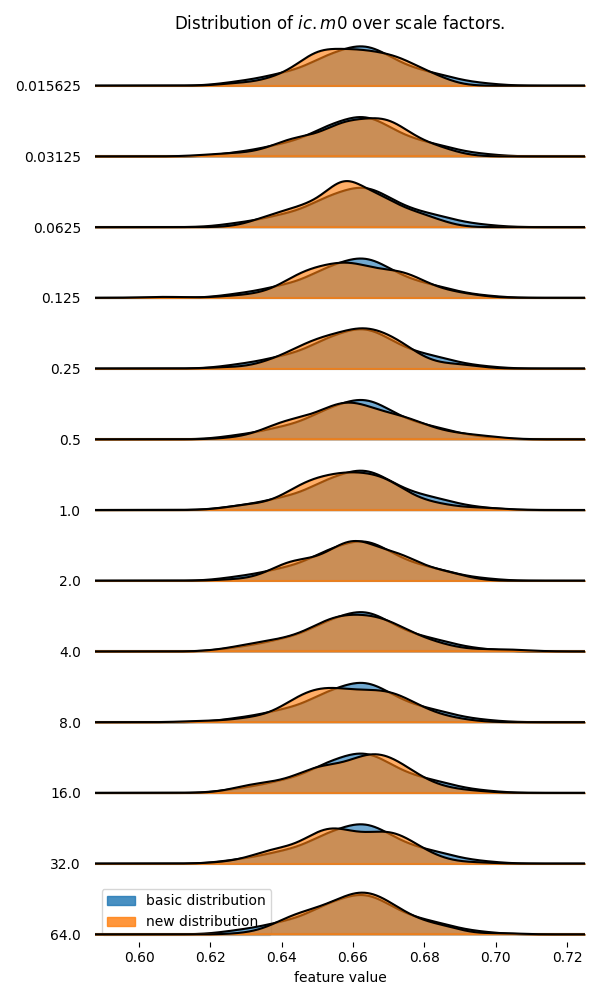 Distribution of ic.m0 over scale factors.
0.015625
0.03125
0.0625
0.125
0.25
0.5
1.0
2.0
4.0
8.0
16.0
32.0
basic distribution
new distribution
64.0
0.60 0.62 0.64 0.66 0.68 0.70 0.72
feature value